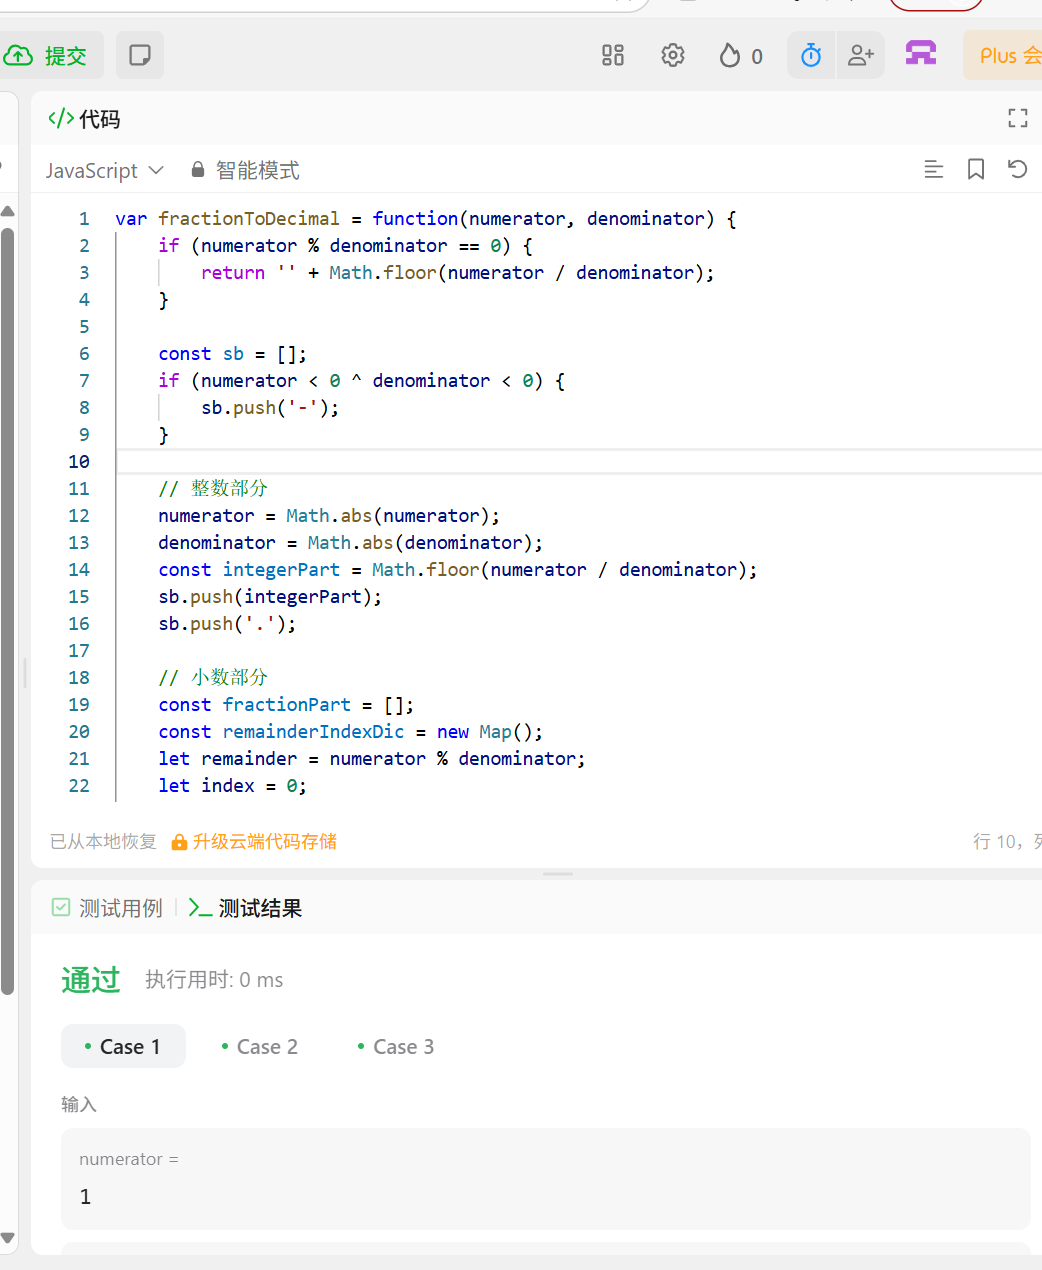 提交
0
Plus 会
</> 代码
JavaScript 智能模式
1 var fractionToDecimal = function(numerator, denominator) {
2     if (numerator % denominator == 0) {
3         return '' + Math.floor(numerator / denominator);
4     }
5
6     const sb = [];
7     if (numerator < 0 ^ denominator < 0) {
8         sb.push('-');
9     }
10
11     // 整数部分
12     numerator = Math.abs(numerator);
13     denominator = Math.abs(denominator);
14     const integerPart = Math.floor(numerator / denominator);
15     sb.push(integerPart);
16     sb.push('.');
17
18     // 小数部分
19     const fractionPart = [];
20     const remainderIndexDic = new Map();
21     let remainder = numerator % denominator;
22     let index = 0;
已从本地恢复 升级云端代码存储 行 10,
测试用例 测试结果
通过 执行用时: 0 ms
Case 1 Case 2 Case 3
输入
numerator =
1